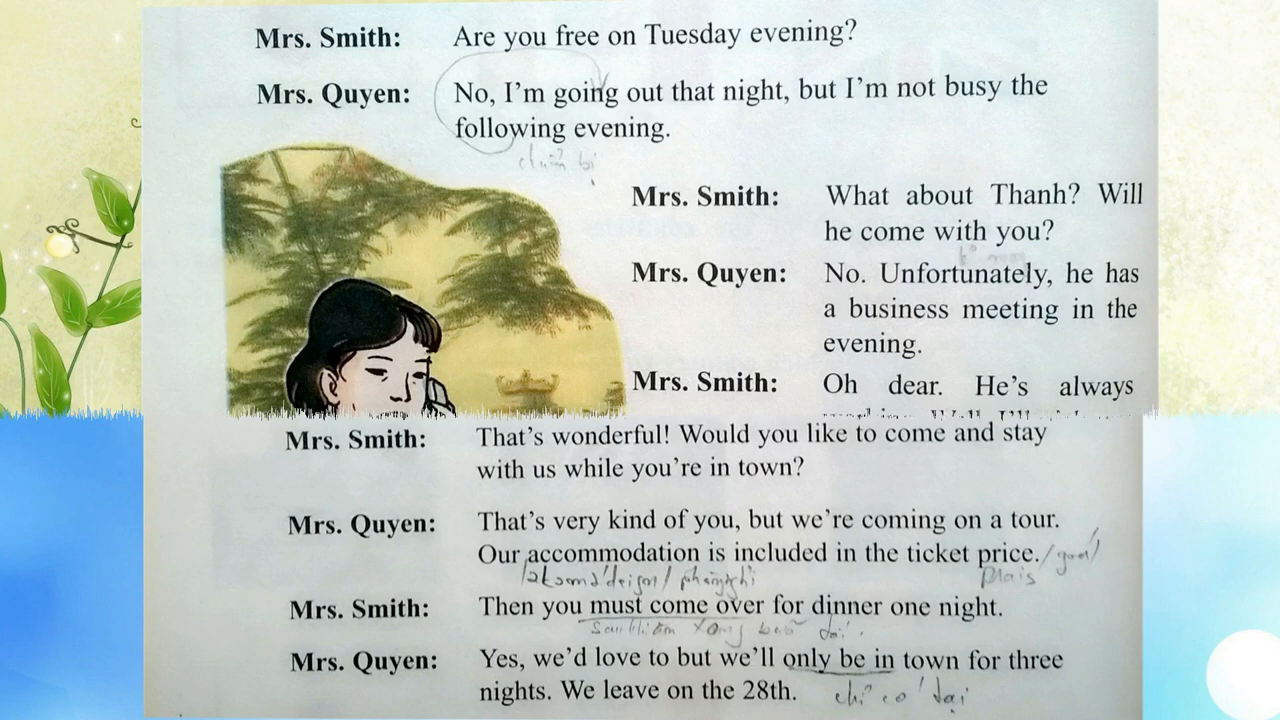 Mrs. Smith: Are you free on Tuesday evening?
Mrs. Quyen: No, I'm going out that night, but I'm not busy the
following evening.
Mrs. Smith: What about Thanh? Will
he come with you?
Mrs. Quyen: No. Unfortunately, he has
a business meeting in the
evening.
Mrs. Smith: Oh dear. He's always
Mrs. Smith: That's wonderful! Would you like to come and stay
with us while you're in town?
Mrs. Quyen: That's very kind of you, but we're coming on a tour.
Our accommodation is included in the ticket price.
Mrs. Smith: Then you must come over for dinner one night.
Mrs. Quyen: Yes, we'd love to but we'll only be in town for three
nights. We leave on the 28th.